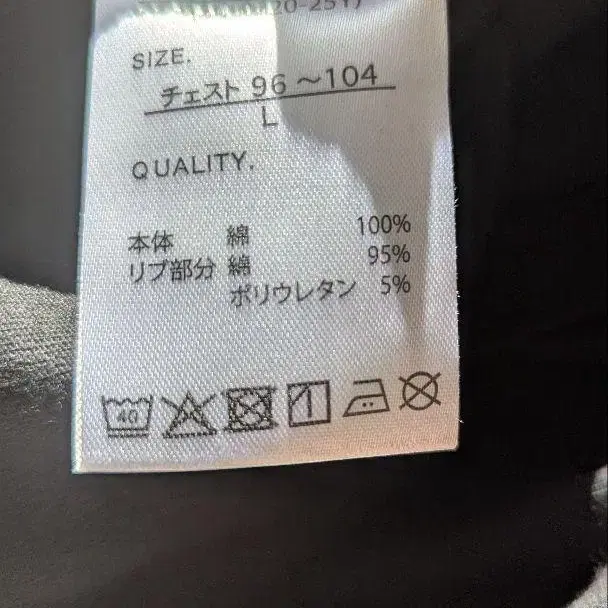 SIZE.
チェスト 96～104
L
QUALITY.
本体 綿 100%
リブ部分 綿 95%
ポリウレタン 5%
40